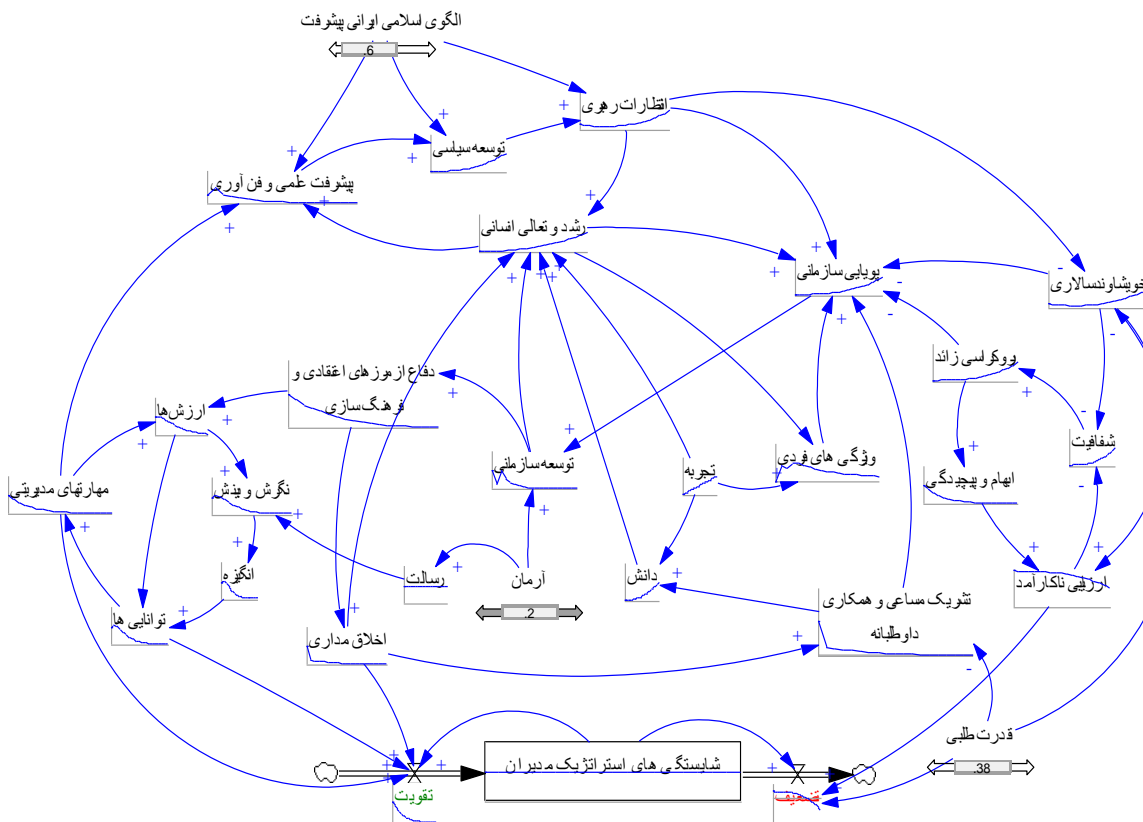 الگوی اسلامی ایرانی پیشرفت
.6
انتظارات رهبری
توسعه سیاسی
پیشرفت علمی و فن آوری
رشد و تعالی انسانی
پویایی سازمانی
خویشاوندسالاری
بروکراسی زائد
دفاع از مرزهای اعتقادی و
فرهنگ سازی
ارزش‌ها
شفافیت
توسعه سازمانی
تجربه
ویژگی های فردی
ابهام و پیچیدگی
مهارتهای مدیریتی
نگرش و بینش
انگیزه
رسالت
آرمان
.2
دانش
ارزیابی ناکارآمد
تشویک مساعی و همکاری
داوطلبانه
توانایی ها
اخلاق مداری
قدرت طلبی
.38
شایستگی های استراتژیک مدیران
تقویت
تضعیف